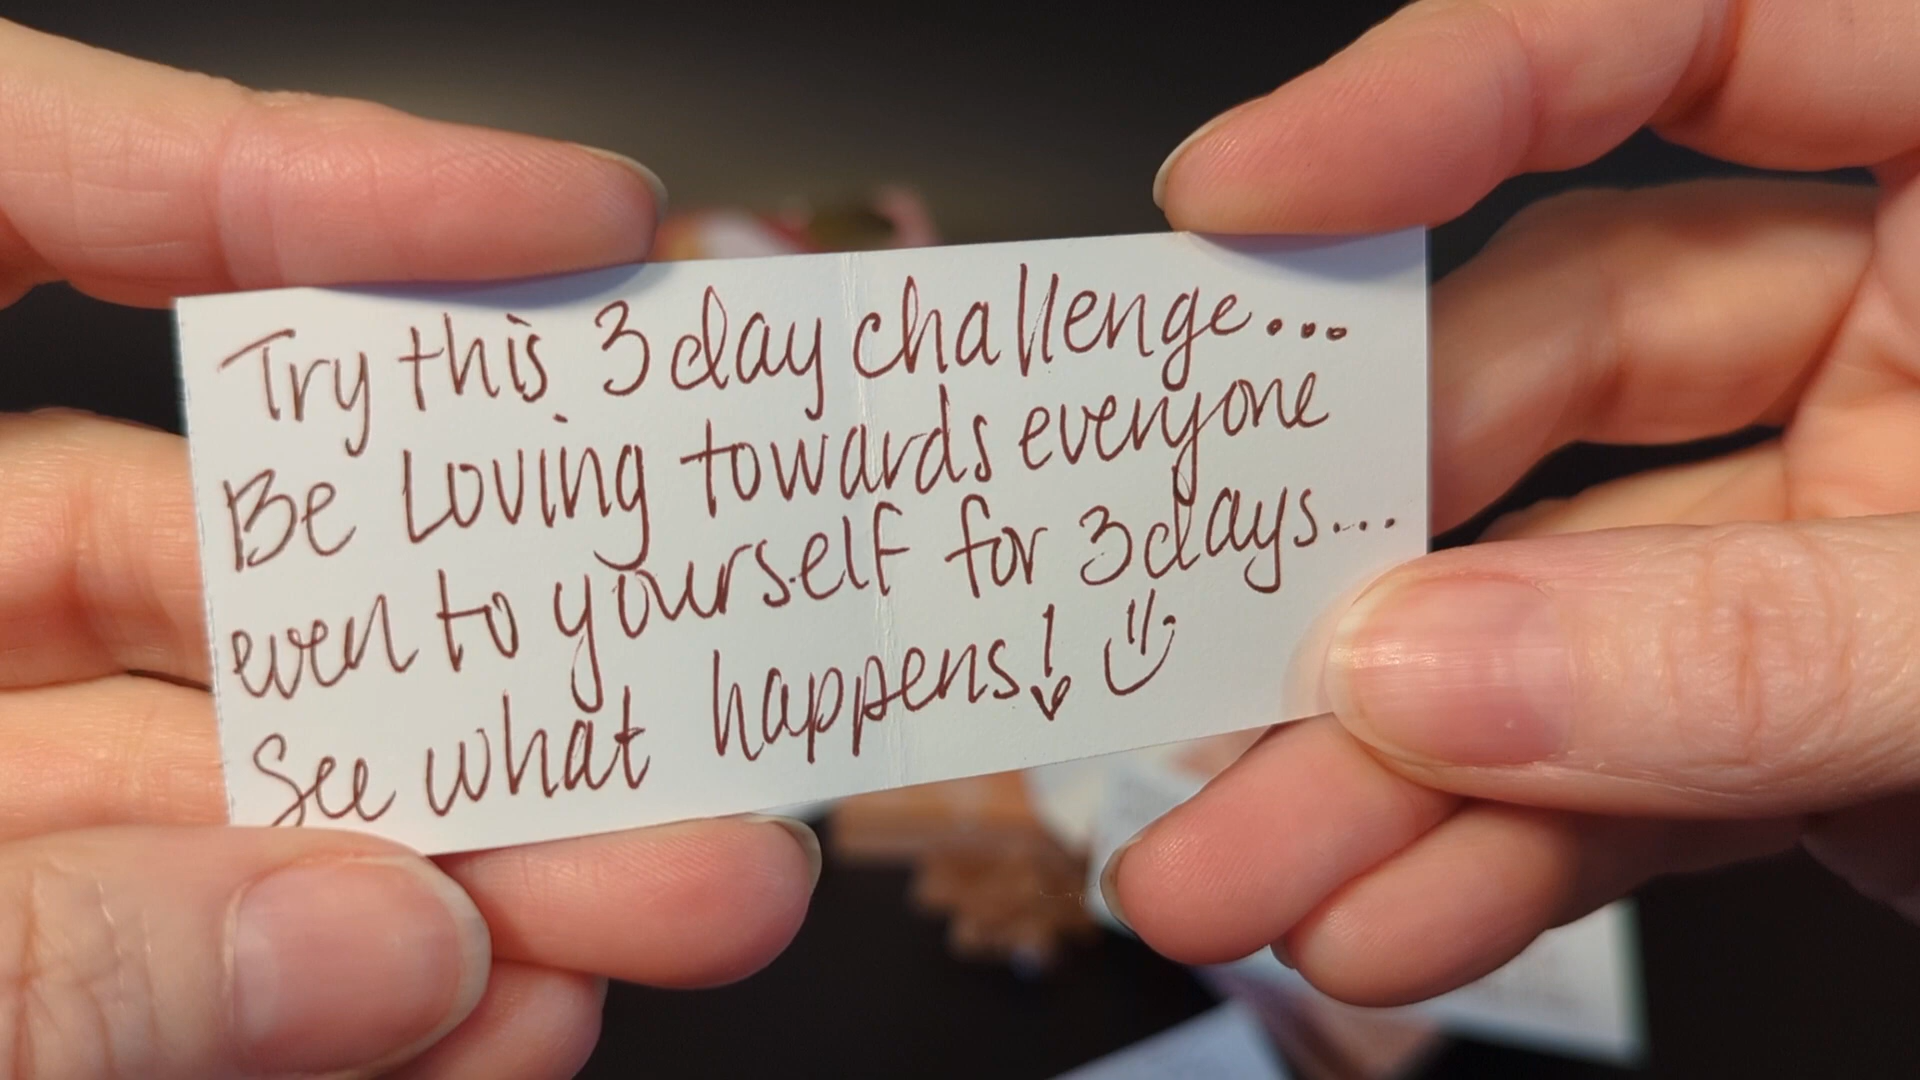 Try this 3 day challenge...
Be Loving towards everyone
even to yourself for 3 days...
See what happens!